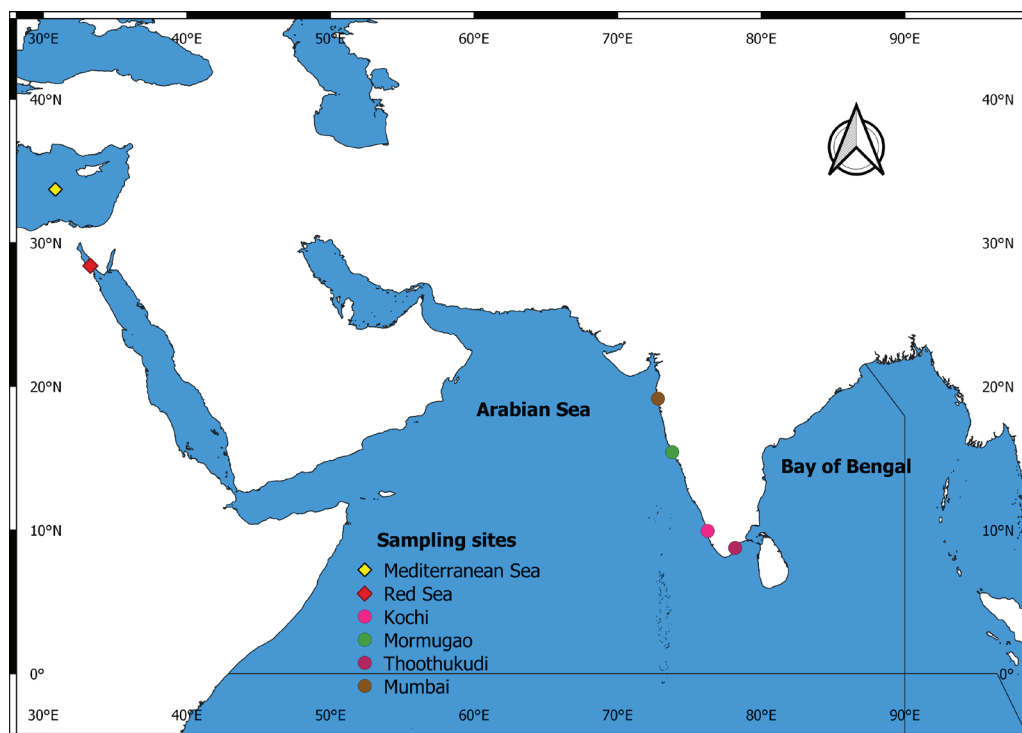 30°E 40°E 50°E 60°E 70°E 80°E 90°E
40°N 40°N
30°N 30°N
20°N 20°N
Arabian Sea
Bay of Bengal
10°N 10°N
Sampling sites
Mediterranean Sea
Red Sea
Kochi
Mormugao
Thoothukudi
0° 0°
Mumbai
30°E 40°E 50°E 60°E 70°E 80°E 90°E